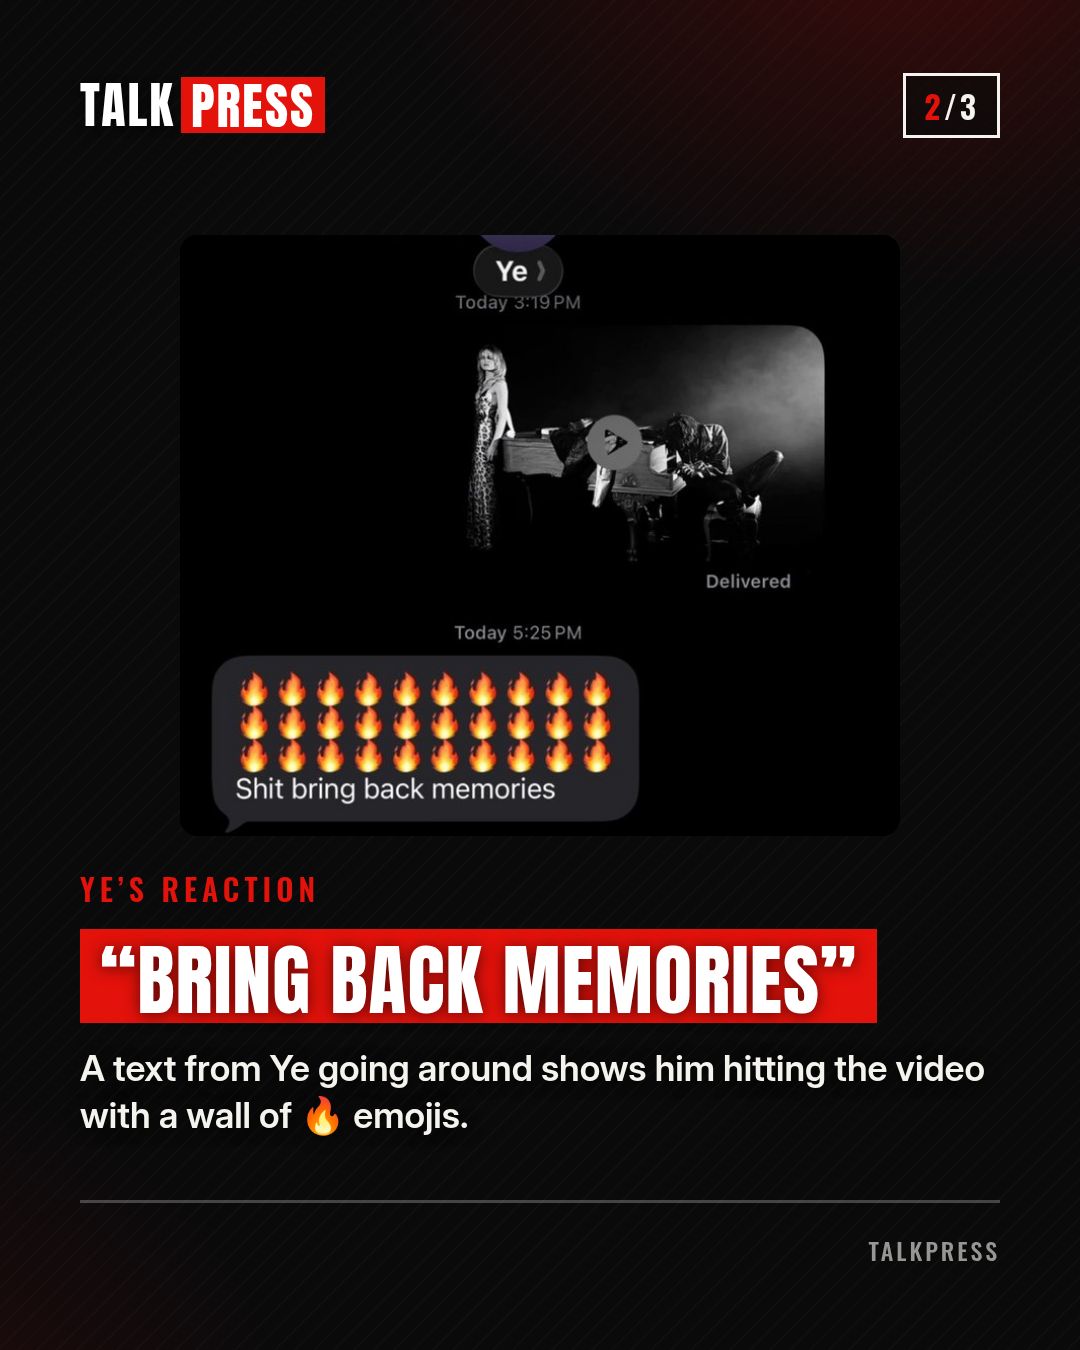 TALK PRESS
2/3
Ye
Today 3:19 PM
Delivered
Today 5:25 PM
🔥🔥🔥🔥🔥🔥🔥🔥🔥🔥
🔥🔥🔥🔥🔥🔥🔥🔥🔥🔥
🔥🔥🔥🔥🔥🔥🔥🔥🔥🔥
Shit bring back memories
YE’S REACTION
“BRING BACK MEMORIES”
A text from Ye going around shows him hitting the video
with a wall of 🔥 emojis.
TALKPRESS